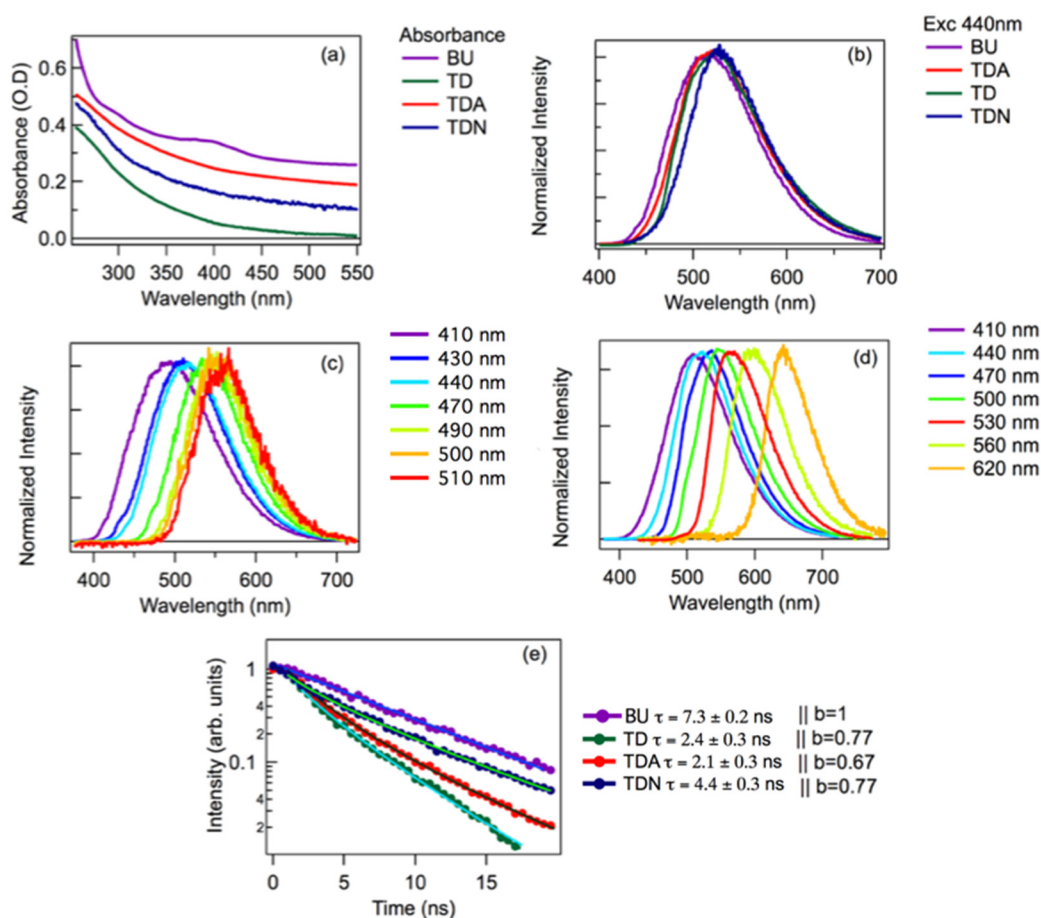 (a)
Absorbance
BU
TD
TDA
TDN
Absorbance (O.D)
0.6
0.4
0.2
0.0
300 350 400 450 500 550
Wavelength (nm)
(b)
Exc 440nm
BU
TDA
TD
TDN
Normalized Intensity
400 500 600 700
Wavelength (nm)
(c)
410 nm
430 nm
440 nm
470 nm
490 nm
500 nm
510 nm
Normalized Intensity
400 500 600 700
Wavelength (nm)
(d)
410 nm
440 nm
470 nm
500 nm
530 nm
560 nm
620 nm
Normalized Intensity
400 500 600 700
Wavelength (nm)
(e)
Intensity (arb. units)
1
4
2
0.1
4
2
0 5 10 15
Time (ns)
BU τ = 7.3 ± 0.2 ns || b=1
TD τ = 2.4 ± 0.3 ns || b=0.77
TDA τ = 2.1 ± 0.3 ns || b=0.67
TDN τ = 4.4 ± 0.3 ns || b=0.77